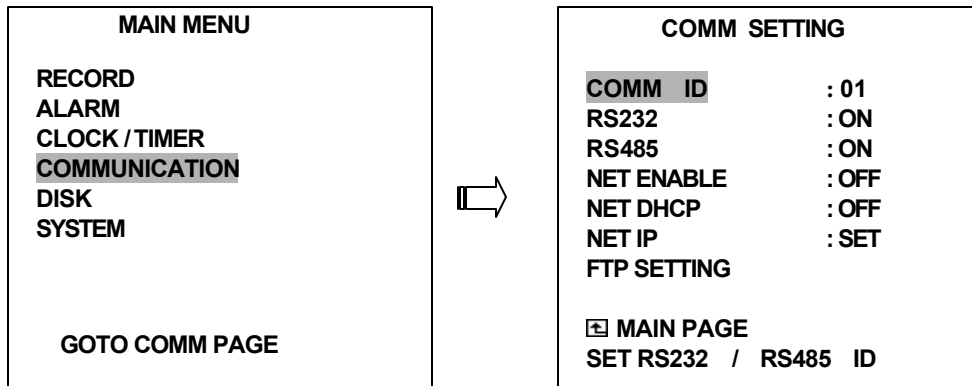 MAIN MENU
RECORD
ALARM
CLOCK / TIMER
COMMUNICATION
DISK
SYSTEM
GOTO COMM PAGE
COMM SETTING
COMM ID : 01
RS232 : ON
RS485 : ON
NET ENABLE : OFF
NET DHCP : OFF
NET IP : SET
FTP SETTING
MAIN PAGE
SET RS232 / RS485 ID